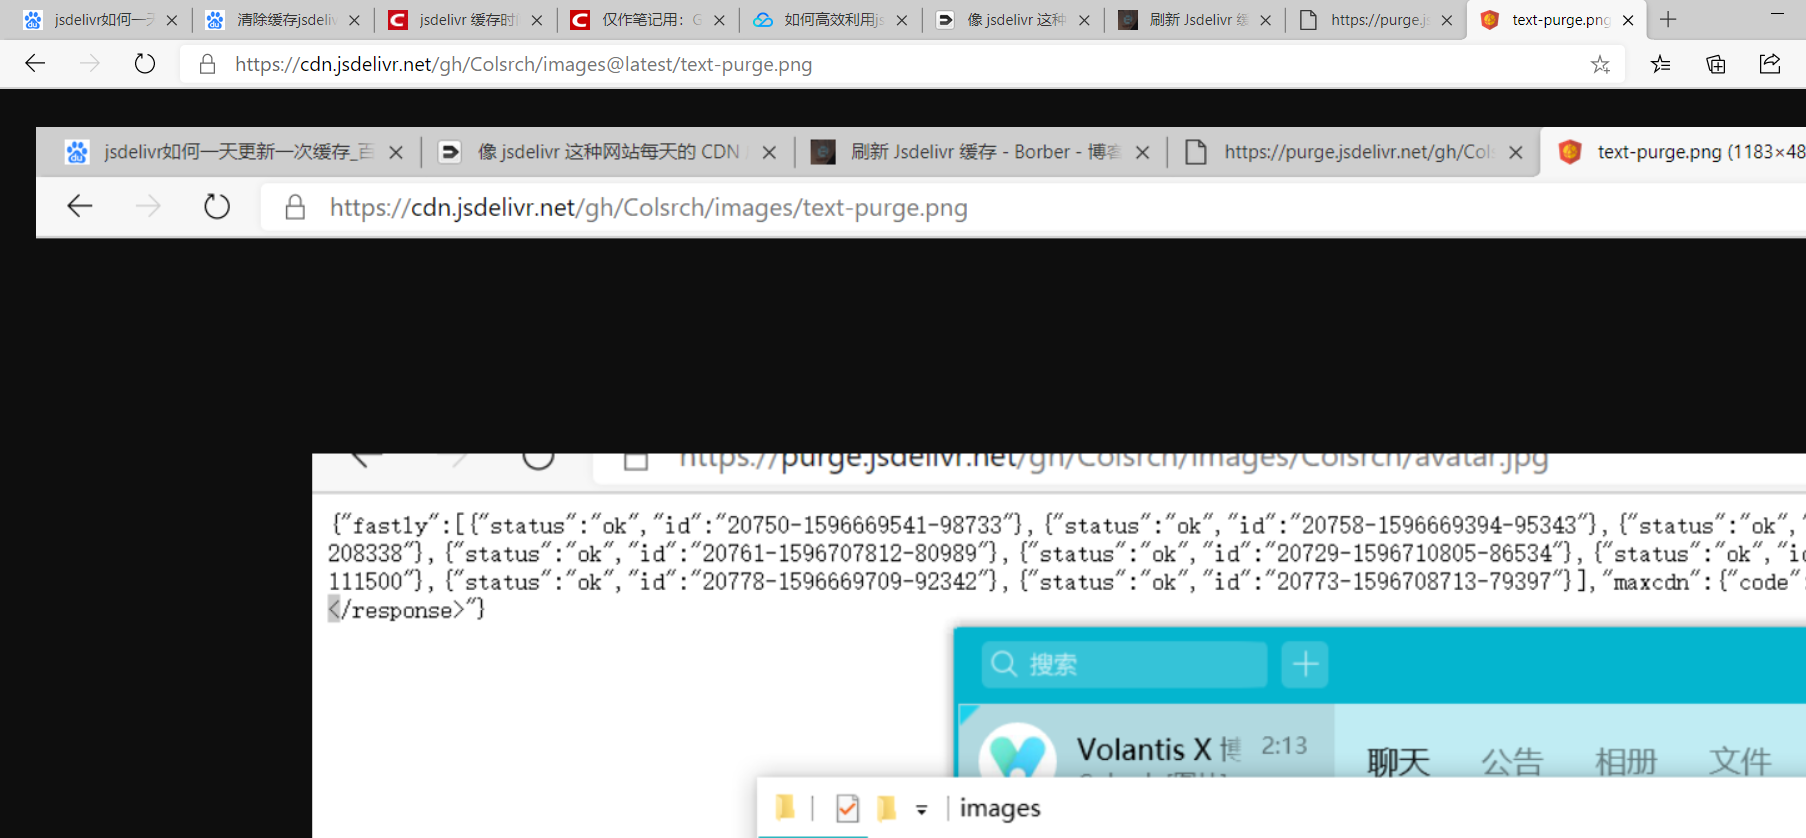 jsdelivr如何一天
清除缓存jsdeliv
jsdelivr 缓存时
仅作笔记用：G
如何高效利用js
像 jsdelivr 这种
刷新 Jsdelivr 缓
https://purge.js
text-purge.png
https://cdn.jsdelivr.net/gh/Colsrch/images@latest/text-purge.png
jsdelivr如何一天更新一次缓存_百
像 jsdelivr 这种网站每天的 CDN
刷新 Jsdelivr 缓存 - Borber - 博客
https://purge.jsdelivr.net/gh/Cols
text-purge.png (1183×48
https://cdn.jsdelivr.net/gh/Colsrch/images/text-purge.png
https://purge.jsdelivr.net/gh/Colsrch/images/Colsrch/avatar.jpg
{"fastly":[{"status":"ok","id":"20750-1596669541-98733"},{"status":"ok","id":"20758-1596669394-95343"},{"status":"ok","
208338"},{"status":"ok","id":"20761-1596707812-80989"},{"status":"ok","id":"20729-1596710805-86534"},{"status":"ok","id
111500"},{"status":"ok","id":"20778-1596669709-92342"},{"status":"ok","id":"20773-1596708713-79397"}],"maxcdn":{"code"
</response>"}
搜索
Volantis X 博 2:13
聊天 公告 相册 文件
images